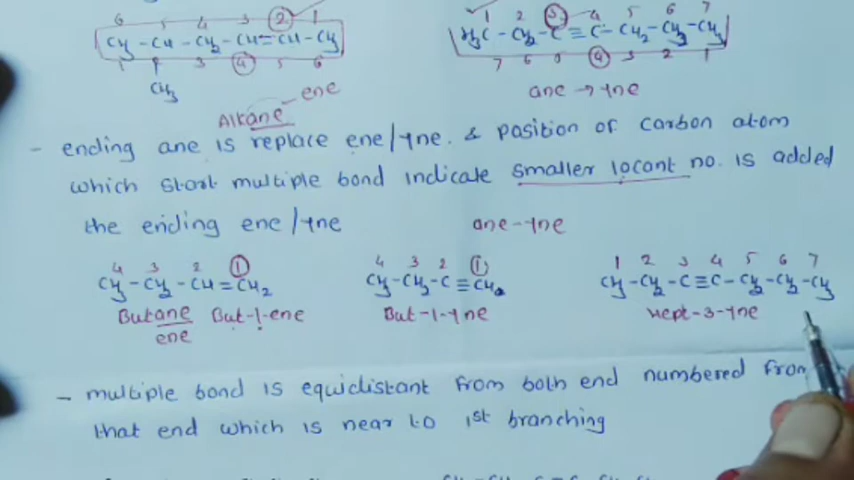 6 5 4 3 2 1
CH3 - CH - CH2 - CH = CH - CH3
1 2 3 4 5 6
CH3
Alkane - ene
1 2 3 4 5 6 7
H3C - CH2 - C ≡ C - CH2 - CH2 - CH3
7 6 5 4 3 2 1
ane → yne
- ending ane is replace ene/yne. & position of carbon atom
which start multiple bond indicate smaller locant no. is added
the ending ene/yne
ane-yne
4 3 2 1
CH3 - CH2 - CH = CH2
Butane But-1-ene
ene
4 3 2 1
CH3 - CH2 - C ≡ CH
But-1-yne
1 2 3 4 5 6 7
CH3 - CH2 - C ≡ C - CH2 - CH2 - CH3
Hept-3-yne
- multiple bond is equidistant from both end numbered from
that end which is near to 1st branching